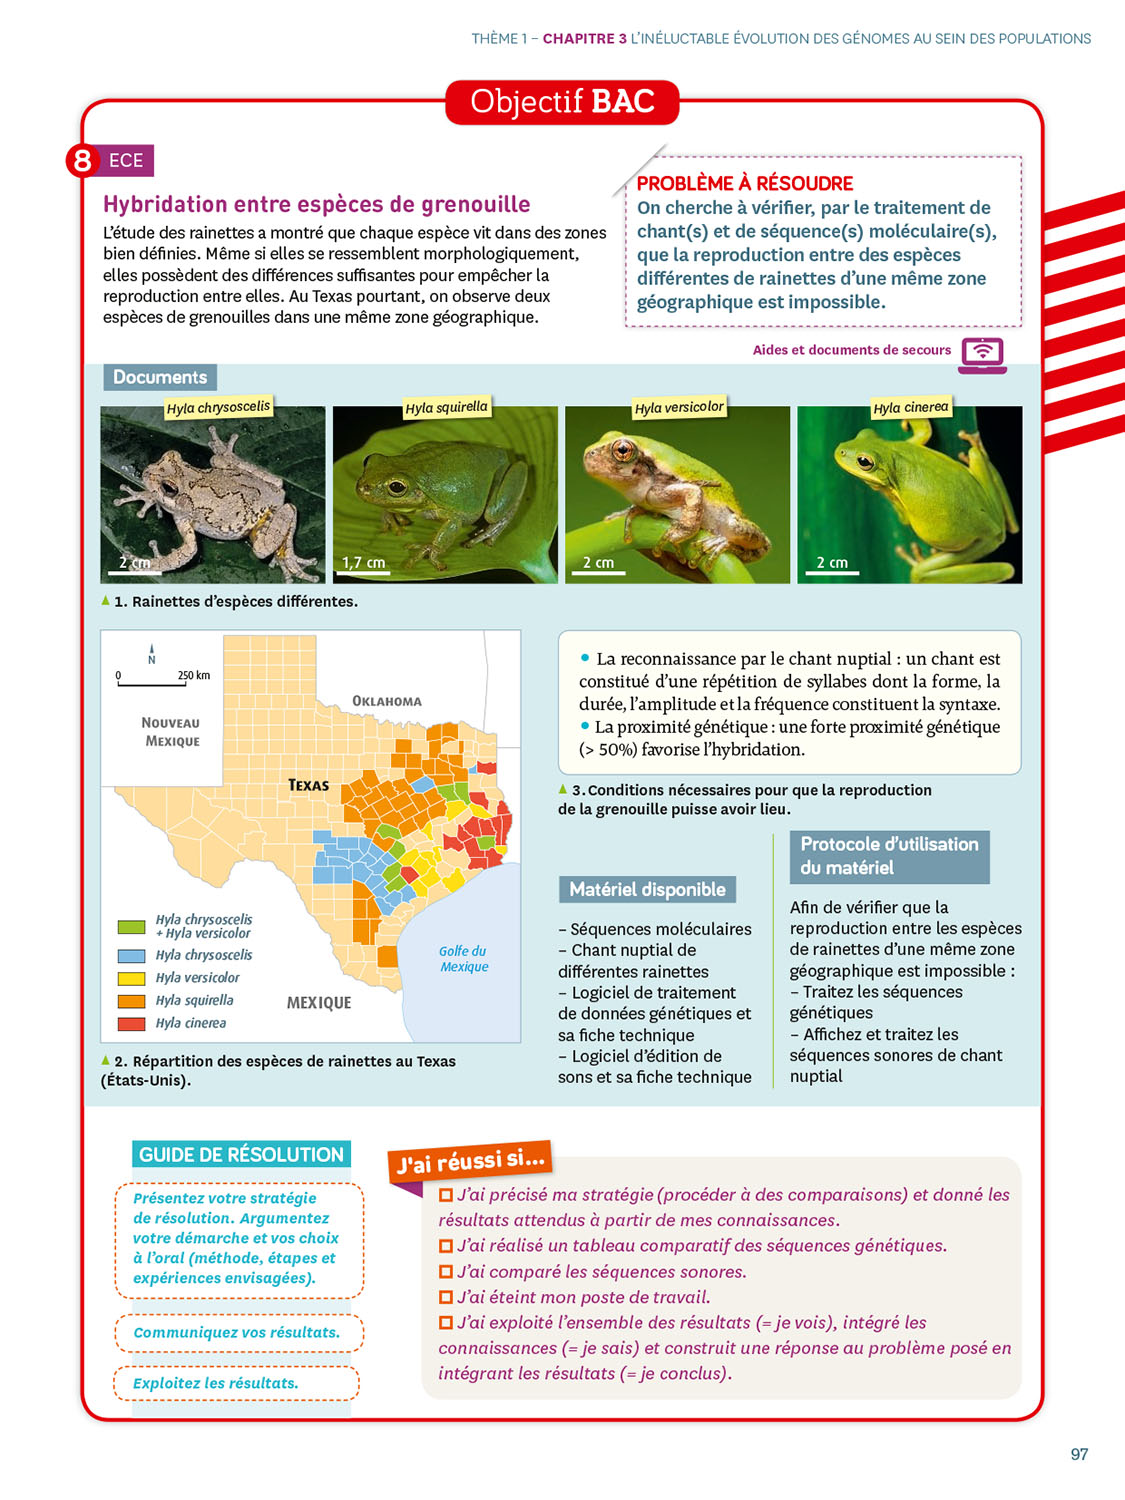 THÈME 1 – CHAPITRE 3 L'INÉLUCTABLE ÉVOLUTION DES GÉNOMES AU SEIN DES POPULATIONS
Objectif BAC
8 ECE
Hybridation entre espèces de grenouille
L'étude des rainettes a montré que chaque espèce vit dans des zones
bien définies. Même si elles se ressemblent morphologiquement,
elles possèdent des différences suffisantes pour empêcher la
reproduction entre elles. Au Texas pourtant, on observe deux
espèces de grenouilles dans une même zone géographique.
PROBLÈME À RÉSOUDRE
On cherche à vérifier, par le traitement de
chant(s) et de séquence(s) moléculaire(s),
que la reproduction entre des espèces
différentes de rainettes d'une même zone
géographique est impossible.
Aides et documents de secours
Documents
Hyla chrysoscelis
Hyla squirella
Hyla versicolor
Hyla cinerea
2 cm
1,7 cm
2 cm
2 cm
1. Rainettes d'espèces différentes.
N
0 250 km
OKLAHOMA
NOUVEAU
MEXIQUE
TEXAS
Hyla chrysoscelis
+ Hyla versicolor
Hyla chrysoscelis
Hyla versicolor
Hyla squirella
Hyla cinerea
Golfe du
Mexique
MEXIQUE
2. Répartition des espèces de rainettes au Texas
(États-Unis).
• La reconnaissance par le chant nuptial : un chant est
constitué d'une répétition de syllabes dont la forme, la
durée, l'amplitude et la fréquence constituent la syntaxe.
• La proximité génétique : une forte proximité génétique
(> 50%) favorise l'hybridation.
3. Conditions nécessaires pour que la reproduction
de la grenouille puisse avoir lieu.
Matériel disponible
– Séquences moléculaires
– Chant nuptial de
différentes rainettes
– Logiciel de traitement
de données génétiques et
sa fiche technique
– Logiciel d'édition de
sons et sa fiche technique
Protocole d'utilisation
du matériel
Afin de vérifier que la
reproduction entre les espèces
de rainettes d'une même zone
géographique est impossible :
– Traitez les séquences
génétiques
– Affichez et traitez les
séquences sonores de chant
nuptial
GUIDE DE RÉSOLUTION
Présentez votre stratégie
de résolution. Argumentez
votre démarche et vos choix
à l'oral (méthode, étapes et
expériences envisagées).
Communiquez vos résultats.
Exploitez les résultats.
J'ai réussi si...
J'ai précisé ma stratégie (procéder à des comparaisons) et donné les
résultats attendus à partir de mes connaissances.
J'ai réalisé un tableau comparatif des séquences génétiques.
J'ai comparé les séquences sonores.
J'ai éteint mon poste de travail.
J'ai exploité l'ensemble des résultats (= je vois), intégré les
connaissances (= je sais) et construit une réponse au problème posé en
intégrant les résultats (= je conclus).
97